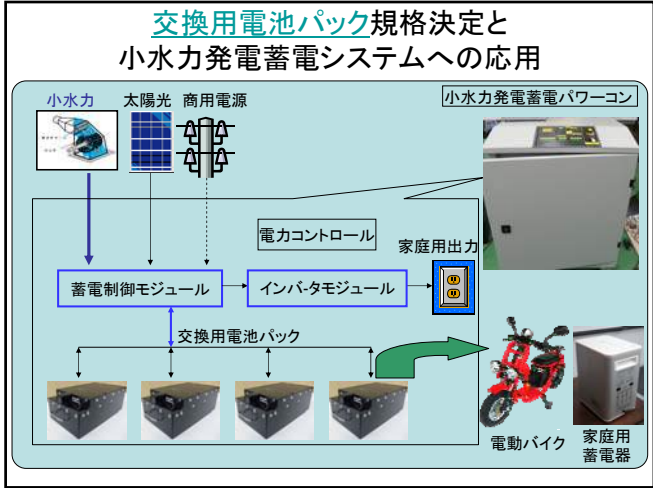 交換用電池パック規格決定と
小水力発電蓄電システムへの応用
小水力
太陽光
商用電源
小水力発電蓄電パワーコン
電力コントロール
家庭用出力
蓄電制御モジュール
インバ-タモジュール
交換用電池パック
電動バイク
家庭用
蓄電器